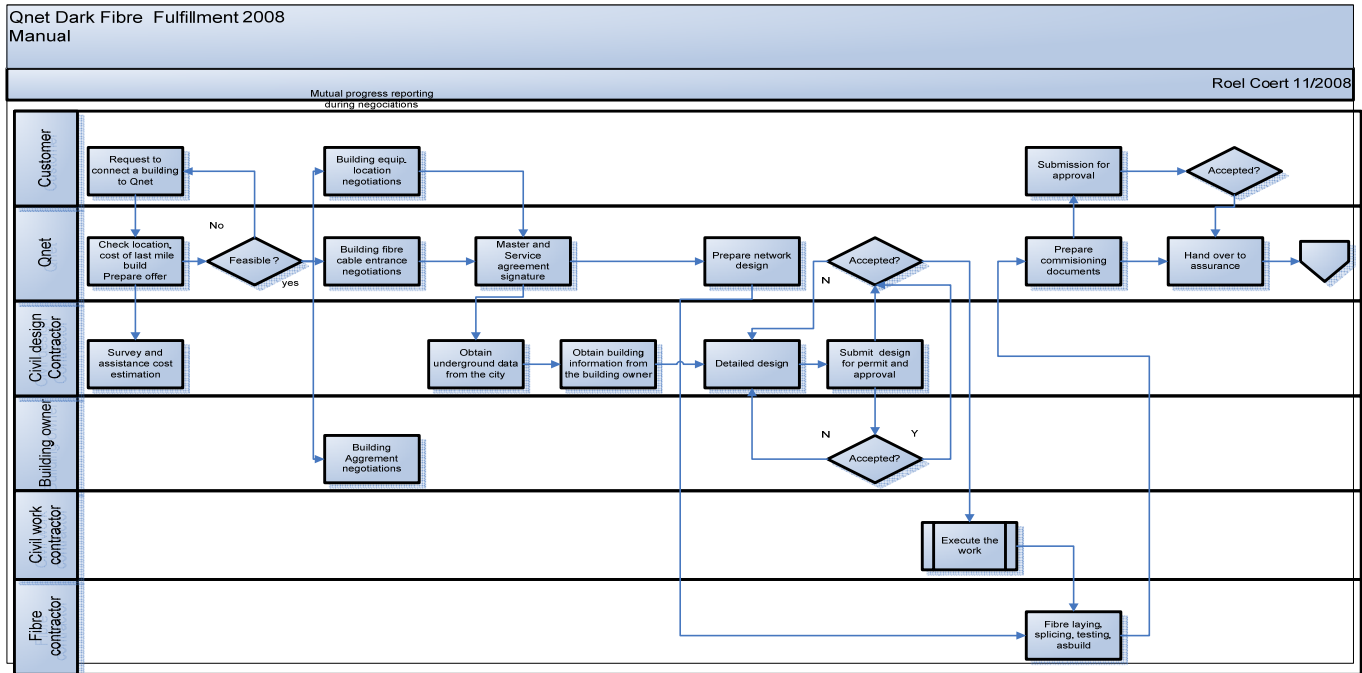 Qnet Dark Fibre Fulfillment 2008
Manual
Roel Coert 11/2008
Mutual progress reporting
during negociations
Customer
Request to
connect a building
to Qnet
Building equip.
location
negotiations
Submission for
approval
Accepted?
Qnet
No
Check location,
cost of last mile
build
Prepare offer
Feasible ?
yes
Building fibre
cable entrance
negotiations
Master and
Service
agreement
signature
Prepare network
design
Accepted?
N
Prepare
commisioning
documents
Hand over to
assurance
Civil design
Contractor
Survey and
assistance cost
estimation
Obtain
underground data
from the city
Obtain building
information from
the building owner
Detailed design
Submit design
for permit and
approval
Building owner
Building
Aggrement
negotiations
N
Accepted?
Y
Civil work
contractor
Execute the
work
Fibre
contractor
Fibre laying,
splicing, testing,
asbuild